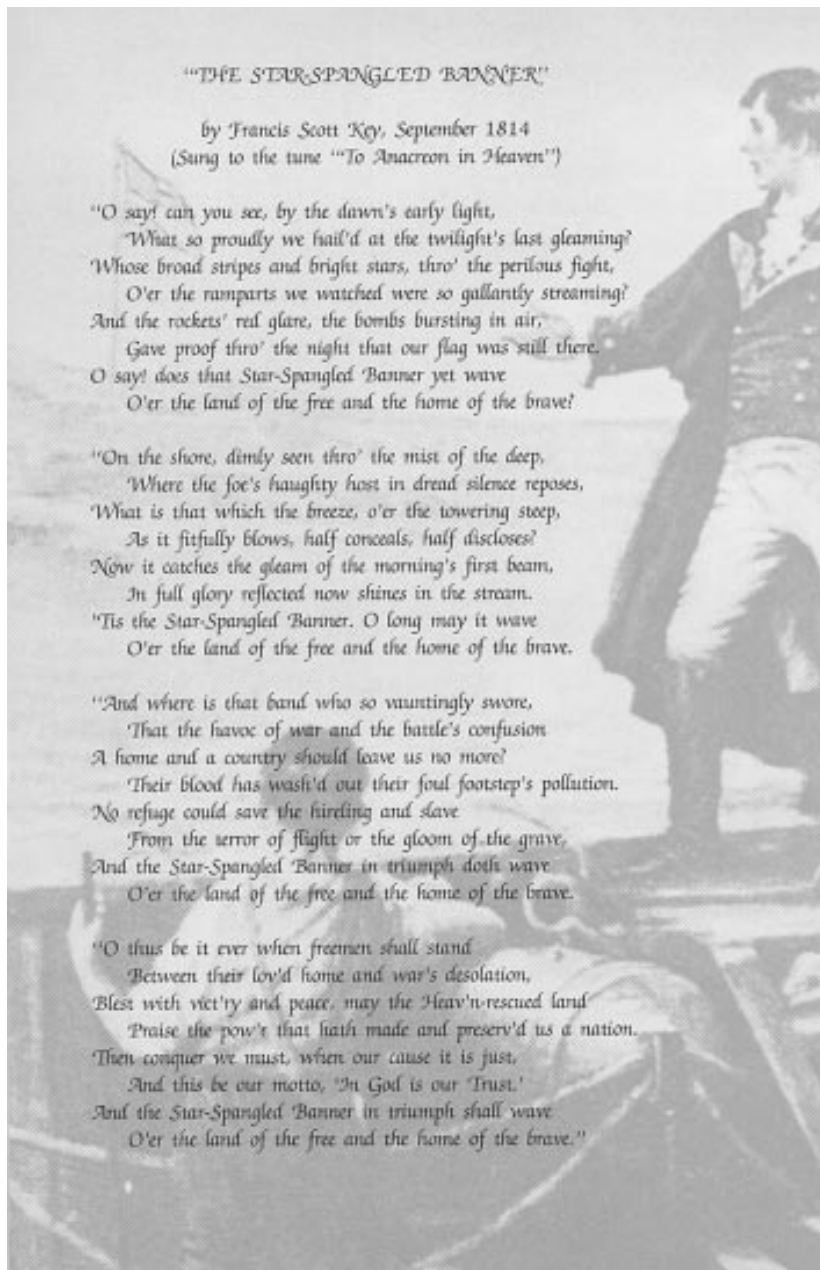 "THE STAR-SPANGLED BANNER"
by Francis Scott Key, September 1814
(Sung to the tune "To Anacreon in Heaven")
"O say! can you see, by the dawn's early light,
What so proudly we hail'd at the twilight's last gleaming?
Whose broad stripes and bright stars, thro' the perilous fight,
O'er the ramparts we watched were so gallantly streaming?
And the rockets' red glare, the bombs bursting in air,
Gave proof thro' the night that our flag was still there.
O say! does that Star-Spangled Banner yet wave
O'er the land of the free and the home of the brave?
"On the shore, dimly seen thro' the mist of the deep,
Where the foe's haughty host in dread silence reposes,
What is that which the breeze, o'er the towering steep,
As it fitfully blows, half conceals, half discloses?
Now it catches the gleam of the morning's first beam,
In full glory reflected now shines in the stream.
'Tis the Star-Spangled Banner. O long may it wave
O'er the land of the free and the home of the brave.
"And where is that band who so vauntingly swore,
That the havoc of war and the battle's confusion
A home and a country should leave us no more?
Their blood has wash'd out their foul footstep's pollution.
No refuge could save the hireling and slave
From the terror of flight or the gloom of the grave,
And the Star-Spangled Banner in triumph doth wave
O'er the land of the free and the home of the brave.
"O thus be it ever when freemen shall stand
Between their lov'd home and war's desolation,
Blest with vict'ry and peace, may the Heav'n-rescued land
Praise the pow'r that hath made and preserv'd us a nation.
Then conquer we must, when our cause it is just,
And this be our motto, 'In God is our Trust.'
And the Star-Spangled Banner in triumph shall wave
O'er the land of the free and the home of the brave."